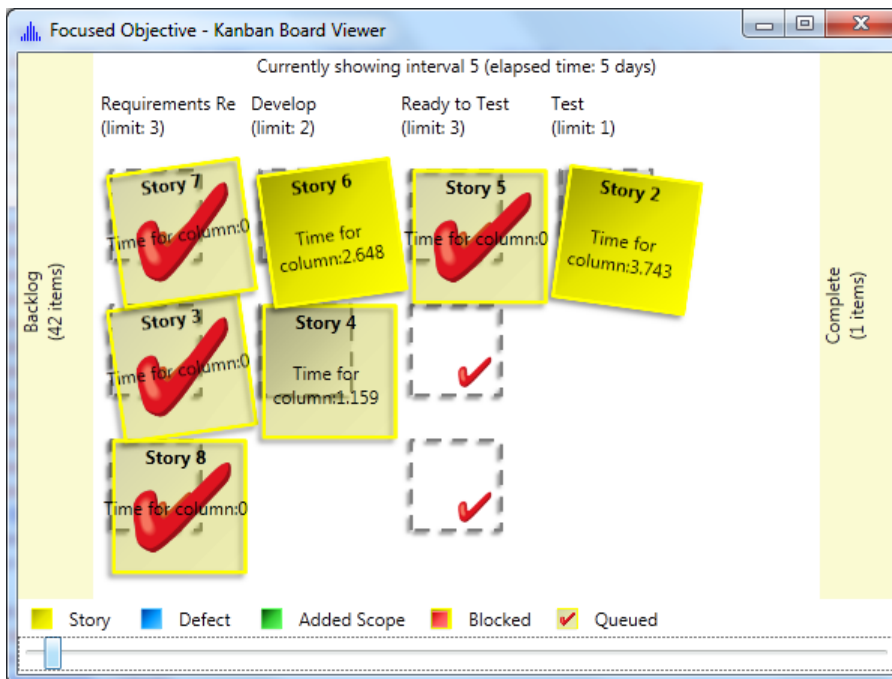 Focused Objective - Kanban Board Viewer
Currently showing interval 5 (elapsed time: 5 days)
Requirements Re
(limit: 3)
Develop
(limit: 2)
Ready to Test
(limit: 3)
Test
(limit: 1)
Backlog
(42 items)
Story 7
Time for column:0
Story 6
Time for
column:2.648
Story 5
Time for column:0
Story 2
Time for
column:3.743
Story 3
Time for column:0
Story 4
Time for
column:1.159
Story 8
Time for column:0
Complete
(1 items)
Story
Defect
Added Scope
Blocked
Queued